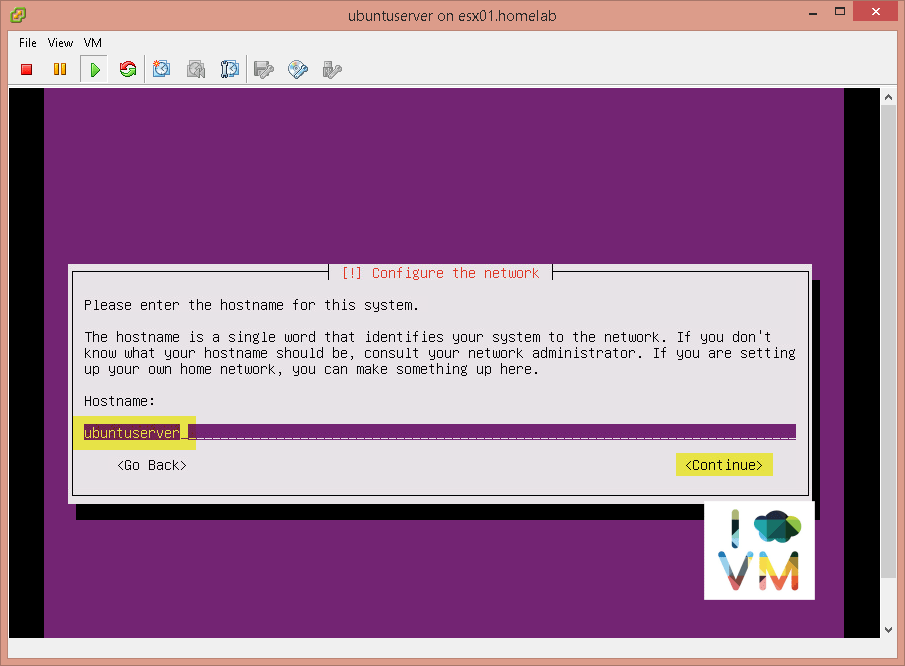 ubuntuserver on esx01.homelab
File View VM
[!] Configure the network
Please enter the hostname for this system.
The hostname is a single word that identifies your system to the network. If you don't
know what your hostname should be, consult your network administrator. If you are setting
up your own home network, you can make something up here.
Hostname:
ubuntuserver
<Go Back> <Continue>
I
VM